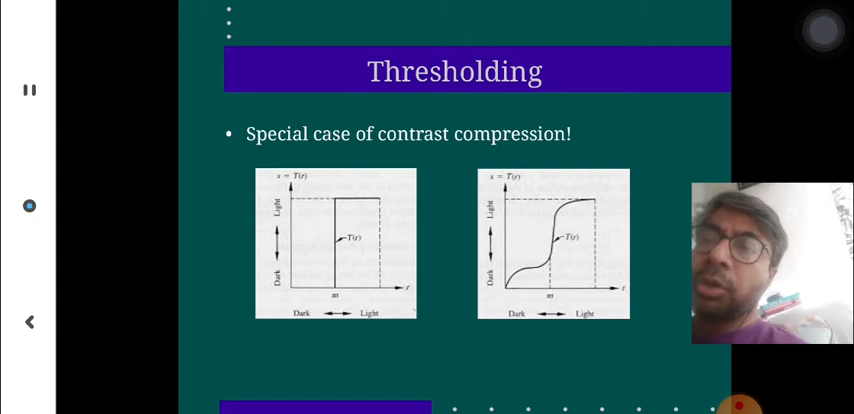 Thresholding
• Special case of contrast compression!
s = T(r)
Light
T(r)
Dark
m
r
Dark
Light
s = T(r)
Light
T(r)
Dark
m
r
Dark
Light